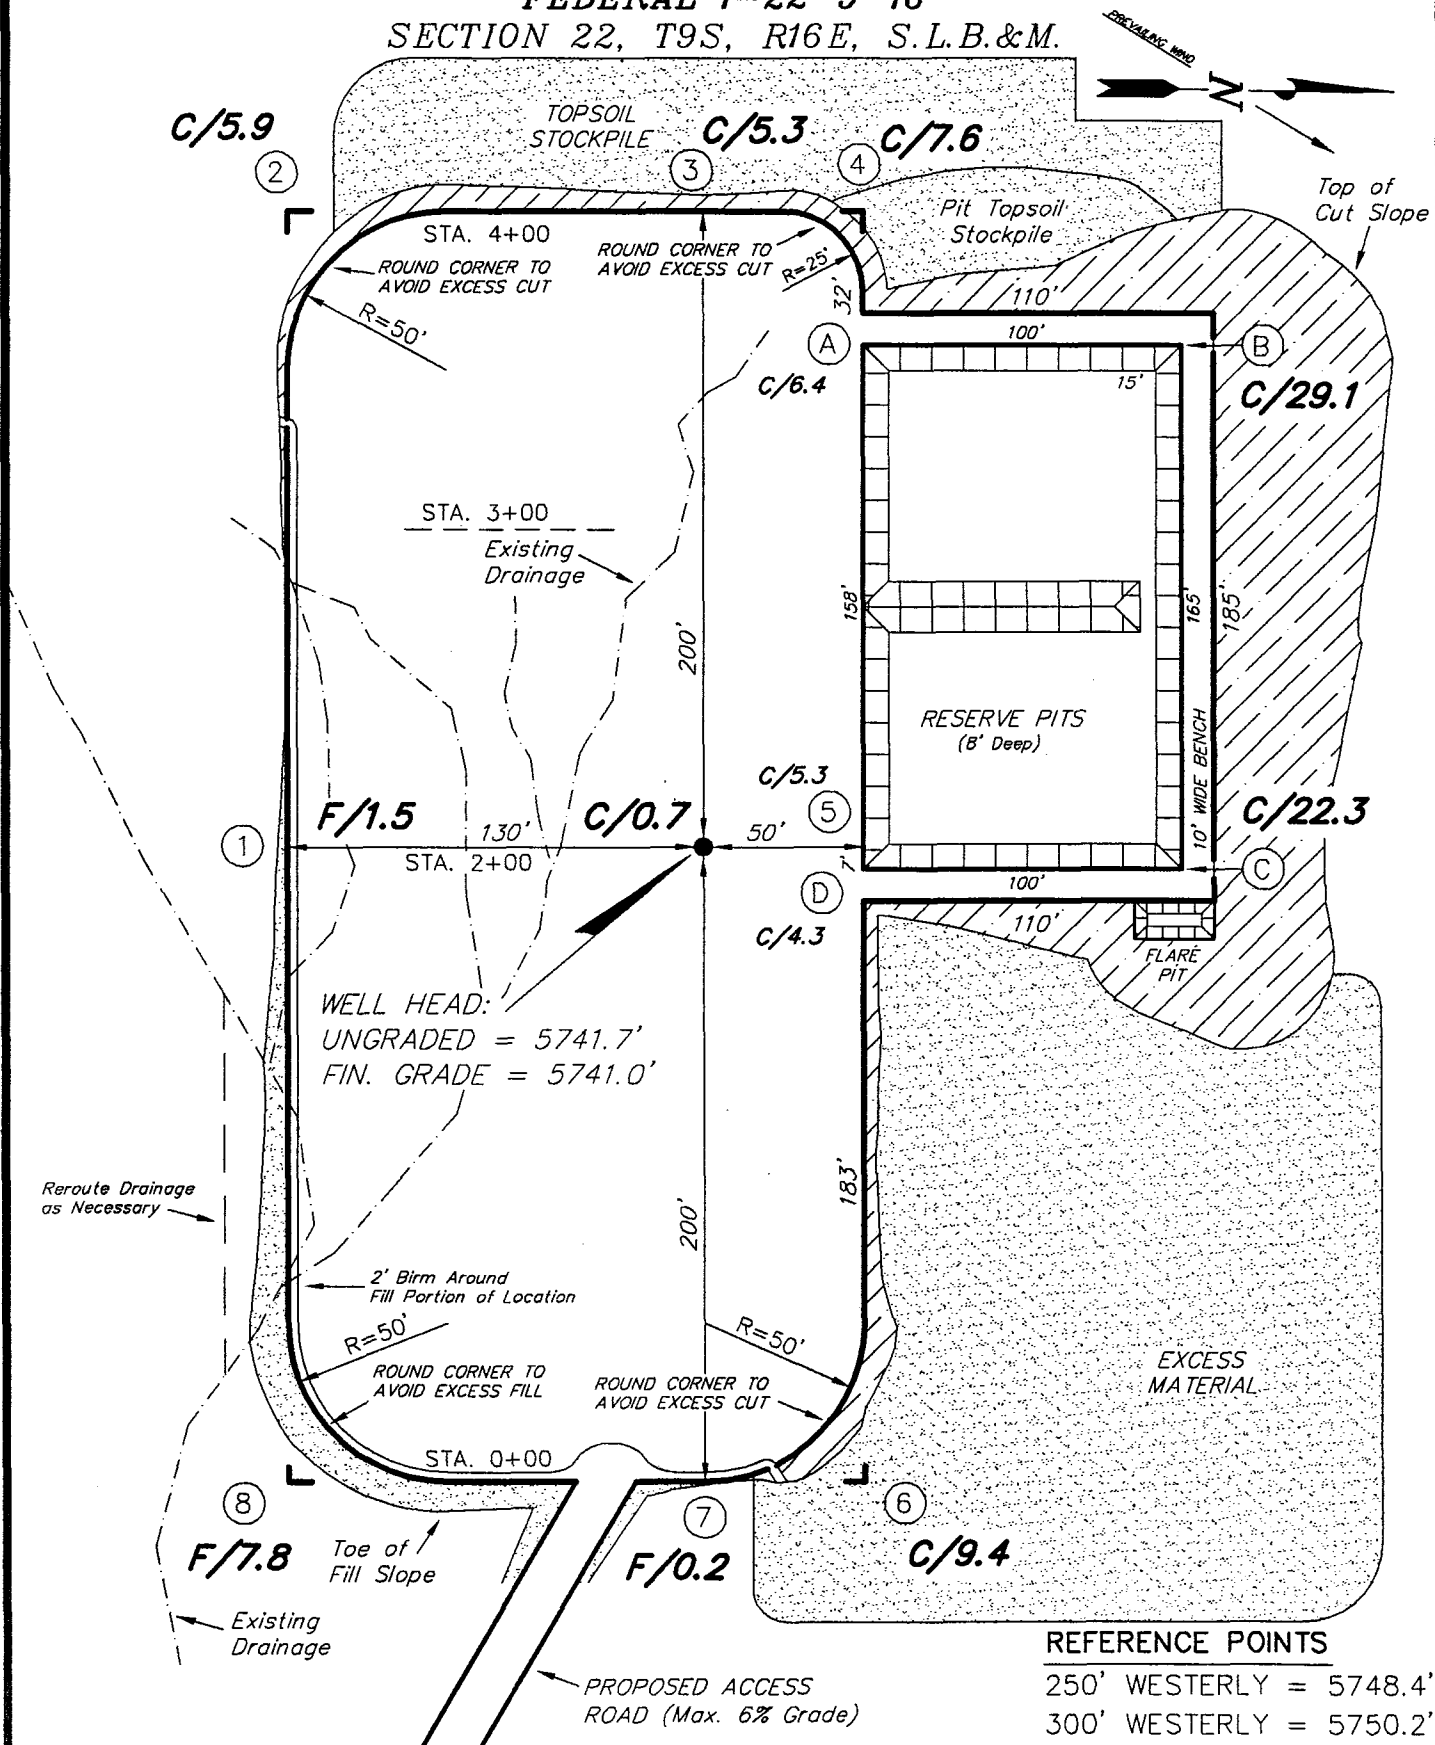 SECTION 22, T9S, R16E, S.L.B.&M.
PREVAILING WIND
N
C/5.9
2
TOPSOIL
STOCKPILE
C/5.3
3
4
C/7.6
Top of
Cut Slope
Pit Topsoil
Stockpile
STA. 4+00
ROUND CORNER TO
AVOID EXCESS CUT
ROUND CORNER TO
AVOID EXCESS CUT
R=25'
R=50'
32'
110'
100'
A
B
C/6.4
15'
C/29.1
STA. 3+00
Existing
Drainage
200'
158'
165'
185'
RESERVE PITS
(8' Deep)
10' WIDE BENCH
C/5.3
5
1
F/1.5
130'
STA. 2+00
C/0.7
50'
7'
C/22.3
C
D
100'
C/4.3
110'
FLARE
PIT
WELL HEAD:
UNGRADED = 5741.7'
FIN. GRADE = 5741.0'
Reroute Drainage
as Necessary
200'
183'
2' Birm Around
Fill Portion of Location
R=50'
R=50'
ROUND CORNER TO
AVOID EXCESS FILL
ROUND CORNER TO
AVOID EXCESS CUT
EXCESS
MATERIAL
STA. 0+00
8
7
6
F/7.8
Toe of
Fill Slope
F/0.2
C/9.4
Existing
Drainage
PROPOSED ACCESS
ROAD (Max. 6% Grade)
REFERENCE POINTS
250' WESTERLY = 5748.4'
300' WESTERLY = 5750.2'